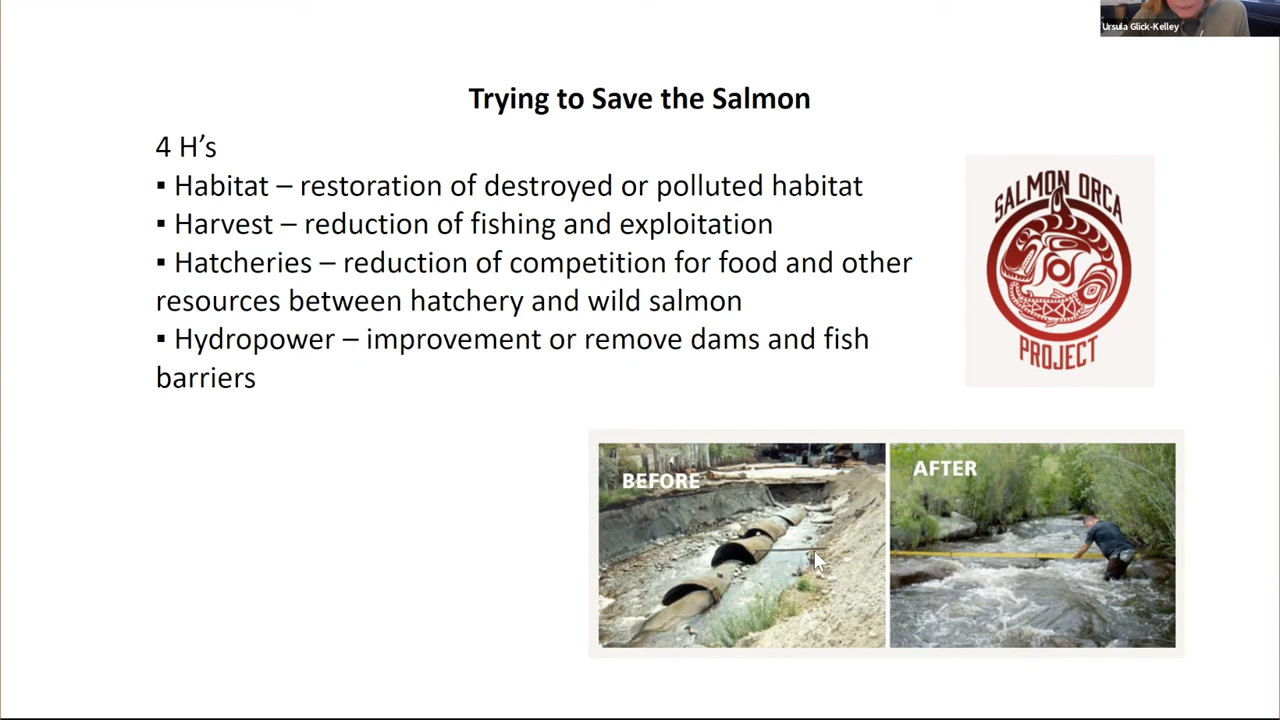 Ursula Glick-Kelley
Trying to Save the Salmon
4 H’s
▪ Habitat – restoration of destroyed or polluted habitat
▪ Harvest – reduction of fishing and exploitation
▪ Hatcheries – reduction of competition for food and other
resources between hatchery and wild salmon
▪ Hydropower – improvement or remove dams and fish
barriers
SALMON ORCA
PROJECT
BEFORE
AFTER